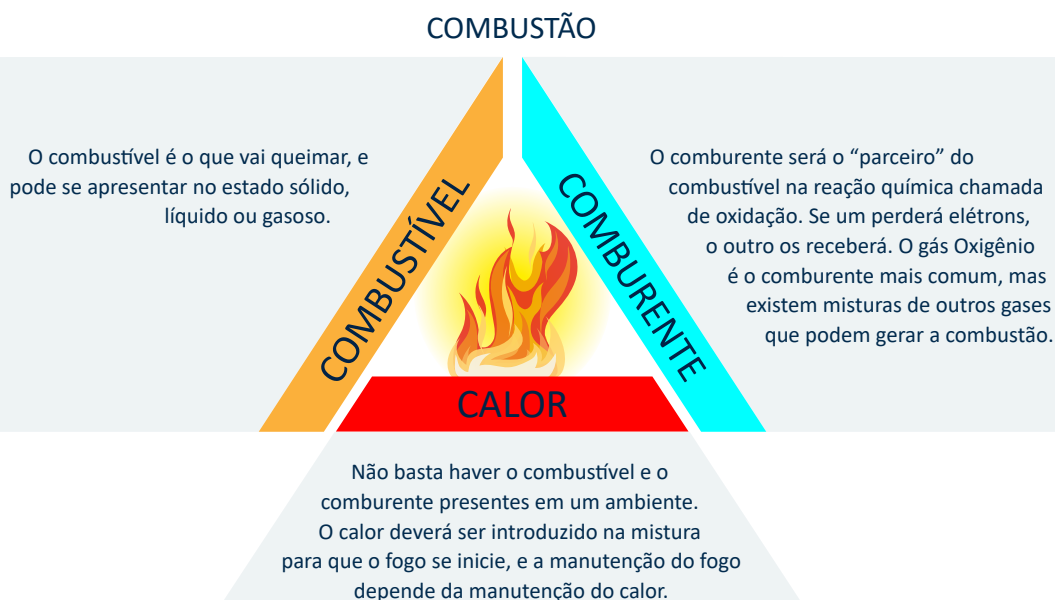 COMBUSTÃO
O combustível é o que vai queimar, e
pode se apresentar no estado sólido,
líquido ou gasoso.
COMBUSTÍVEL
COMBURENTE
O comburente será o “parceiro” do
combustível na reação química chamada
de oxidação. Se um perderá elétrons,
o outro os receberá. O gás Oxigênio
é o comburente mais comum, mas
existem misturas de outros gases
que podem gerar a combustão.
CALOR
Não basta haver o combustível e o
comburente presentes em um ambiente.
O calor deverá ser introduzido na mistura
para que o fogo se inicie, e a manutenção do fogo
depende da manutenção do calor.